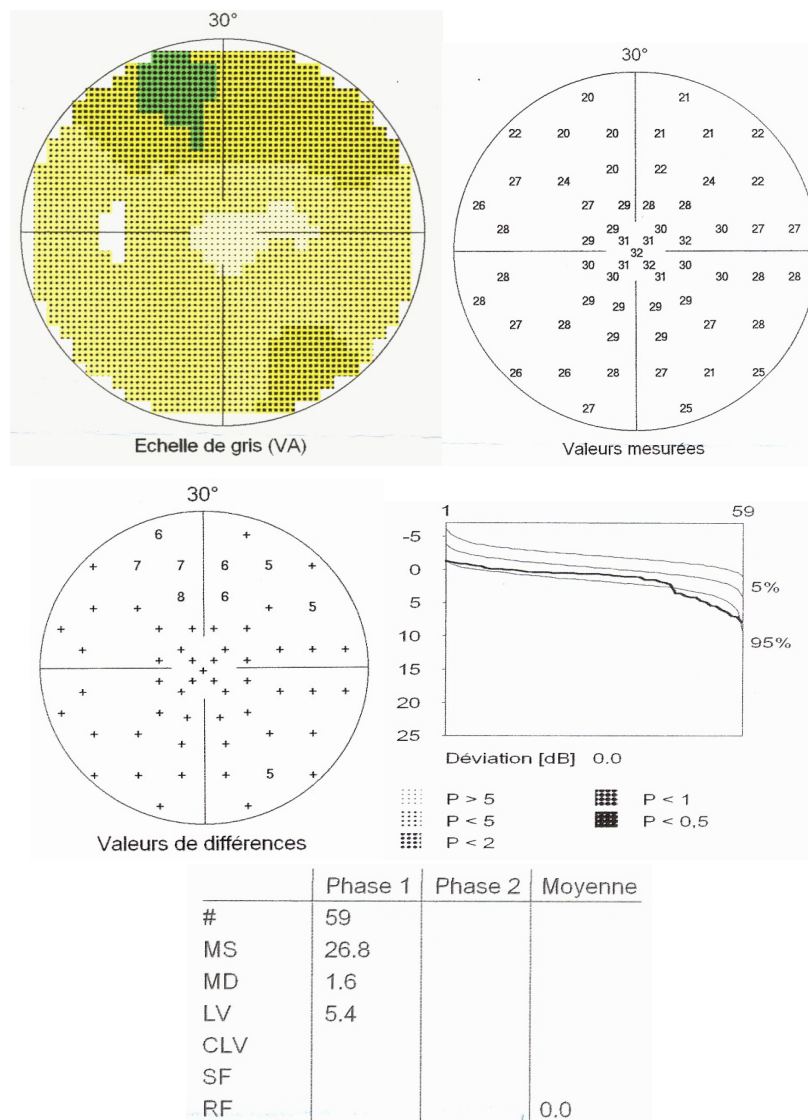 30°
Echelle de gris (VA)
30°
20 21
22 20 20 21 21 22
20 22
27 24 24 22
26 27 29 28 28
28 29 30 30 27 27
29 31 31 32
32
30 31 32 30
28 30 31 30 28 28
28 29 29 29 29
27 28 27 28
29 29
26 26 28 27 21 25
27 25
Valeurs mesurées
30°
6 +
+ 7 7 6 5 +
8 6
+ + + 5
+ + + + +
+ + + + + +
+ + + +
+
+ + + +
+ + + + + +
+ + + + +
+ + + +
+ +
+ + + + 5 +
+ +
Valeurs de différences
1 59
-5
0
5 5%
10 95%
15
20
25
Déviation [dB] 0.0
P > 5 P < 1
P < 5 P < 0,5
P < 2
Phase 1 Phase 2 Moyenne
# 59
MS 26.8
MD 1.6
LV 5.4
CLV
SF
RF 0.0